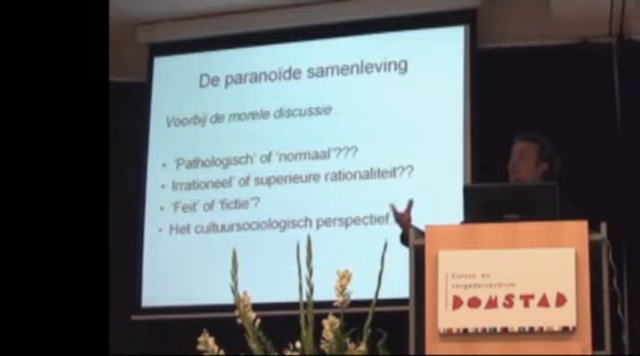 De paranoïde samenleving
Voorbij de morele discussie
• 'Pathologisch' of 'normaal'???
• Irrationeel' of superieure rationaliteit??
• 'Feit' of 'fictie'?
• Het cultuursociologisch perspectief
Cursus- en
vergadercentrum
DOMSTAD